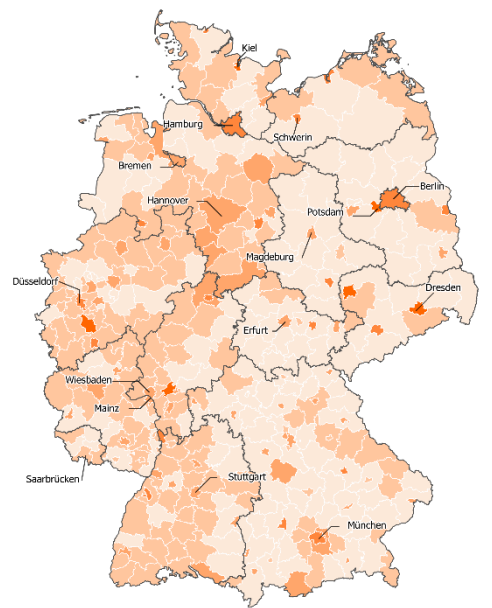 Kiel
Hamburg
Schwerin
Bremen
Berlin
Hannover
Potsdam
Magdeburg
Düsseldorf
Dresden
Erfurt
Wiesbaden
Mainz
Saarbrücken
Stuttgart
München